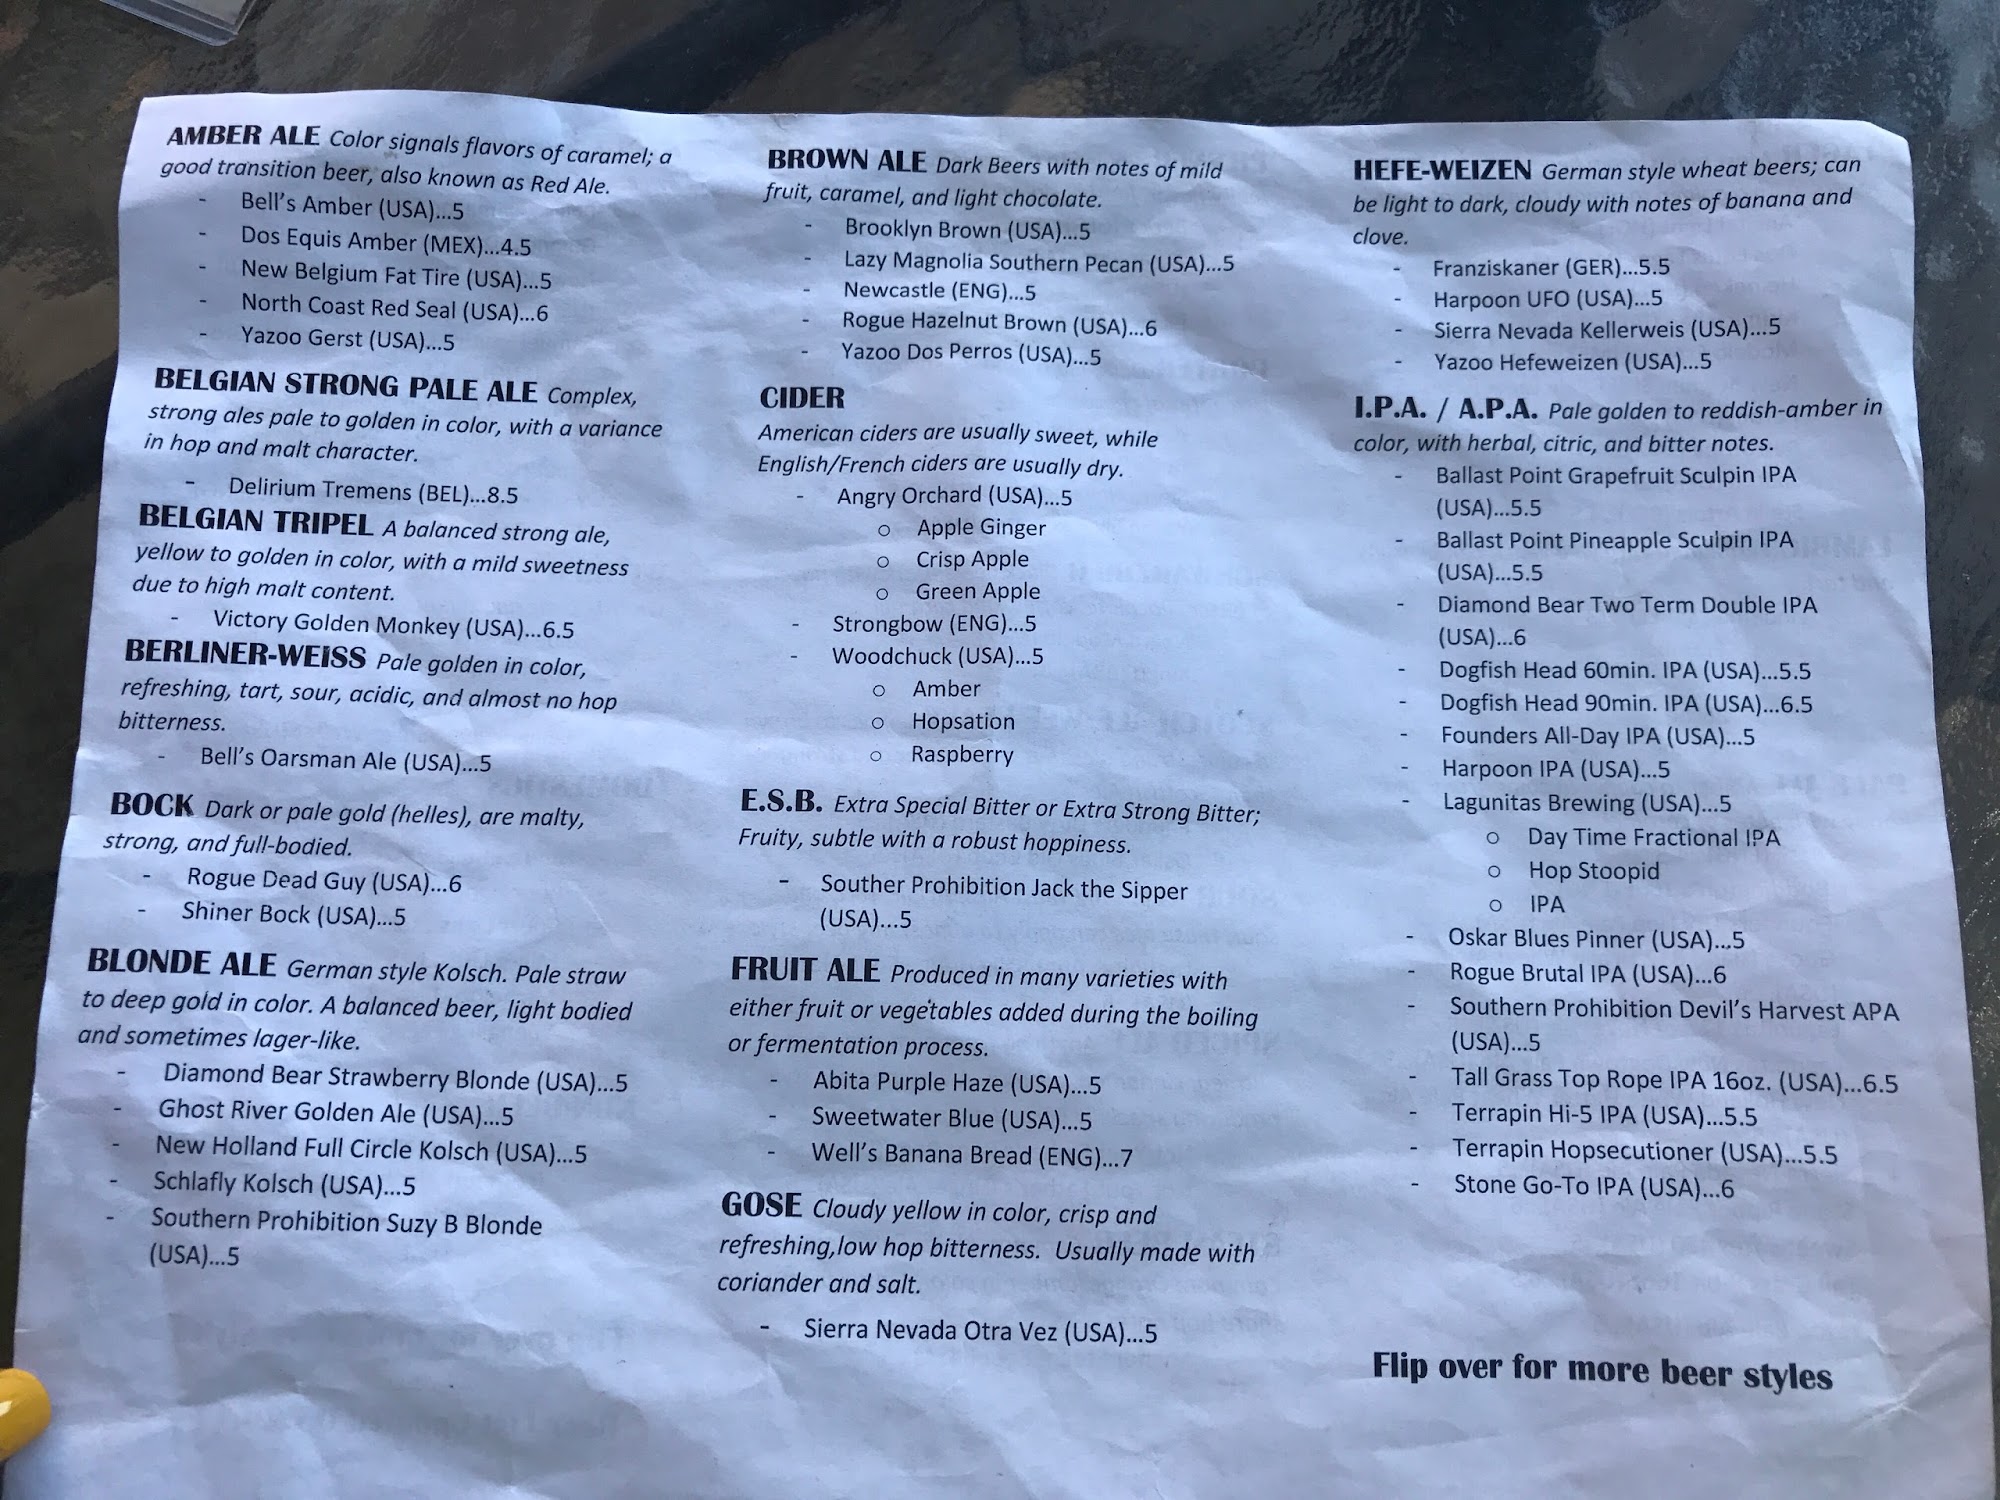 AMBER ALE Color signals flavors of caramel; a
good transition beer, also known as Red Ale.
- Bell's Amber (USA)...5
- Dos Equis Amber (MEX)...4.5
- New Belgium Fat Tire (USA)...5
- North Coast Red Seal (USA)...6
- Yazoo Gerst (USA)...5
BELGIAN STRONG PALE ALE Complex,
strong ales pale to golden in color, with a variance
in hop and malt character.
- Delirium Tremens (BEL)...8.5
BELGIAN TRIPEL A balanced strong ale,
yellow to golden in color, with a mild sweetness
due to high malt content.
- Victory Golden Monkey (USA)...6.5
BERLINER-WEISS Pale golden in color,
refreshing, tart, sour, acidic, and almost no hop
bitterness.
- Bell's Oarsman Ale (USA)...5
BOCK Dark or pale gold (helles), are malty,
strong, and full-bodied.
- Rogue Dead Guy (USA)...6
- Shiner Bock (USA)...5
BLONDE ALE German style Kolsch. Pale straw
to deep gold in color. A balanced beer, light bodied
and sometimes lager-like.
- Diamond Bear Strawberry Blonde (USA)...5
- Ghost River Golden Ale (USA)...5
- New Holland Full Circle Kolsch (USA)...5
- Schlafly Kolsch (USA)...5
- Southern Prohibition Suzy B Blonde
(USA)...5
BROWN ALE Dark Beers with notes of mild
fruit, caramel, and light chocolate.
- Brooklyn Brown (USA)...5
- Lazy Magnolia Southern Pecan (USA)...5
- Newcastle (ENG)...5
- Rogue Hazelnut Brown (USA)...6
- Yazoo Dos Perros (USA)...5
CIDER
American ciders are usually sweet, while
English/French ciders are usually dry.
- Angry Orchard (USA)...5
o Apple Ginger
o Crisp Apple
o Green Apple
- Strongbow (ENG)...5
- Woodchuck (USA)...5
o Amber
o Hopsation
o Raspberry
E.S.B. Extra Special Bitter or Extra Strong Bitter;
Fruity, subtle with a robust hoppiness.
- Souther Prohibition Jack the Sipper
(USA)...5
FRUIT ALE Produced in many varieties with
either fruit or vegetables added during the boiling
or fermentation process.
- Abita Purple Haze (USA)...5
- Sweetwater Blue (USA)...5
- Well's Banana Bread (ENG)...7
GOSE Cloudy yellow in color, crisp and
refreshing,low hop bitterness. Usually made with
coriander and salt.
- Sierra Nevada Otra Vez (USA)...5
HEFE-WEIZEN German style wheat beers; can
be light to dark, cloudy with notes of banana and
clove.
- Franziskaner (GER)...5.5
- Harpoon UFO (USA)...5
- Sierra Nevada Kellerweis (USA)...5
- Yazoo Hefeweizen (USA)...5
I.P.A. / A.P.A. Pale golden to reddish-amber in
color, with herbal, citric, and bitter notes.
- Ballast Point Grapefruit Sculpin IPA
(USA)...5.5
- Ballast Point Pineapple Sculpin IPA
(USA)...5.5
- Diamond Bear Two Term Double IPA
(USA)...6
- Dogfish Head 60min. IPA (USA)...5.5
- Dogfish Head 90min. IPA (USA)...6.5
- Founders All-Day IPA (USA)...5
- Harpoon IPA (USA)...5
- Lagunitas Brewing (USA)...5
o Day Time Fractional IPA
o Hop Stoopid
o IPA
- Oskar Blues Pinner (USA)...5
- Rogue Brutal IPA (USA)...6
- Southern Prohibition Devil's Harvest APA
(USA)...5
- Tall Grass Top Rope IPA 16oz. (USA)...6.5
- Terrapin Hi-5 IPA (USA)...5.5
- Terrapin Hopsecutioner (USA)...5.5
- Stone Go-To IPA (USA)...6
Flip over for more beer styles